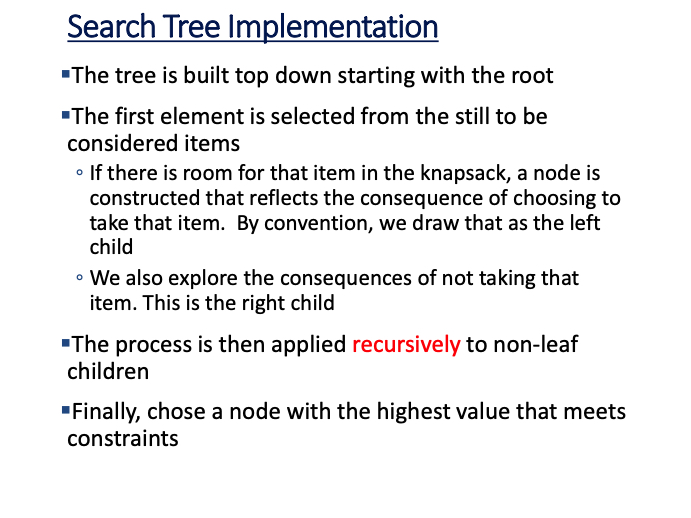 Search Tree Implementation
▪The tree is built top down starting with the root
▪The first element is selected from the still to be
considered items
◦ If there is room for that item in the knapsack, a node is
constructed that reflects the consequence of choosing to
take that item.  By convention, we draw that as the left
child
◦ We also explore the consequences of not taking that
item. This is the right child
▪The process is then applied recursively to non-leaf
children
▪Finally, chose a node with the highest value that meets
constraints